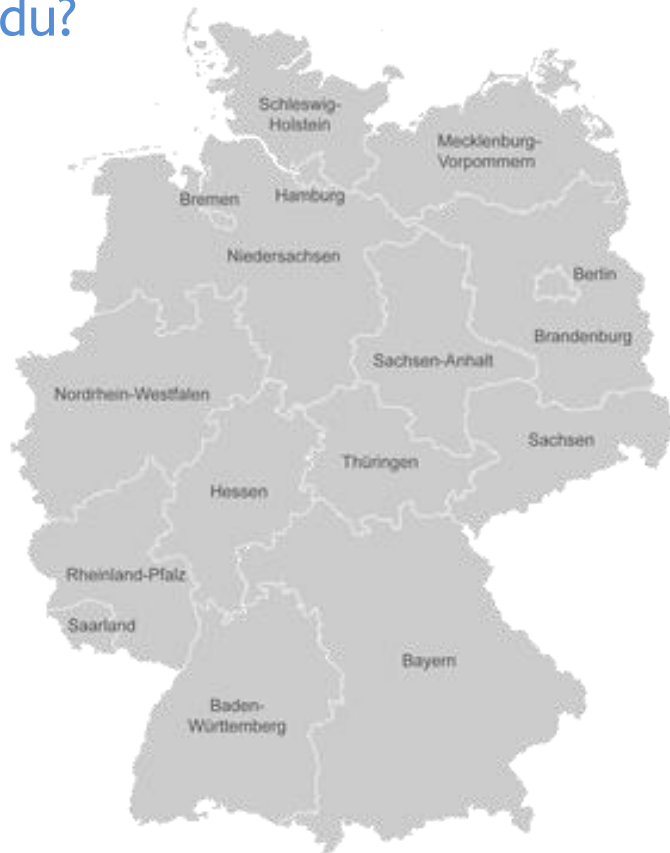 du?
Schleswig-
Holstein
Mecklenburg-
Vorpommern
Bremen
Hamburg
Niedersachsen
Berlin
Brandenburg
Sachsen-Anhalt
Nordrhein-Westfalen
Sachsen
Thüringen
Hessen
Rheinland-Pfalz
Saarland
Bayern
Baden-
Württemberg